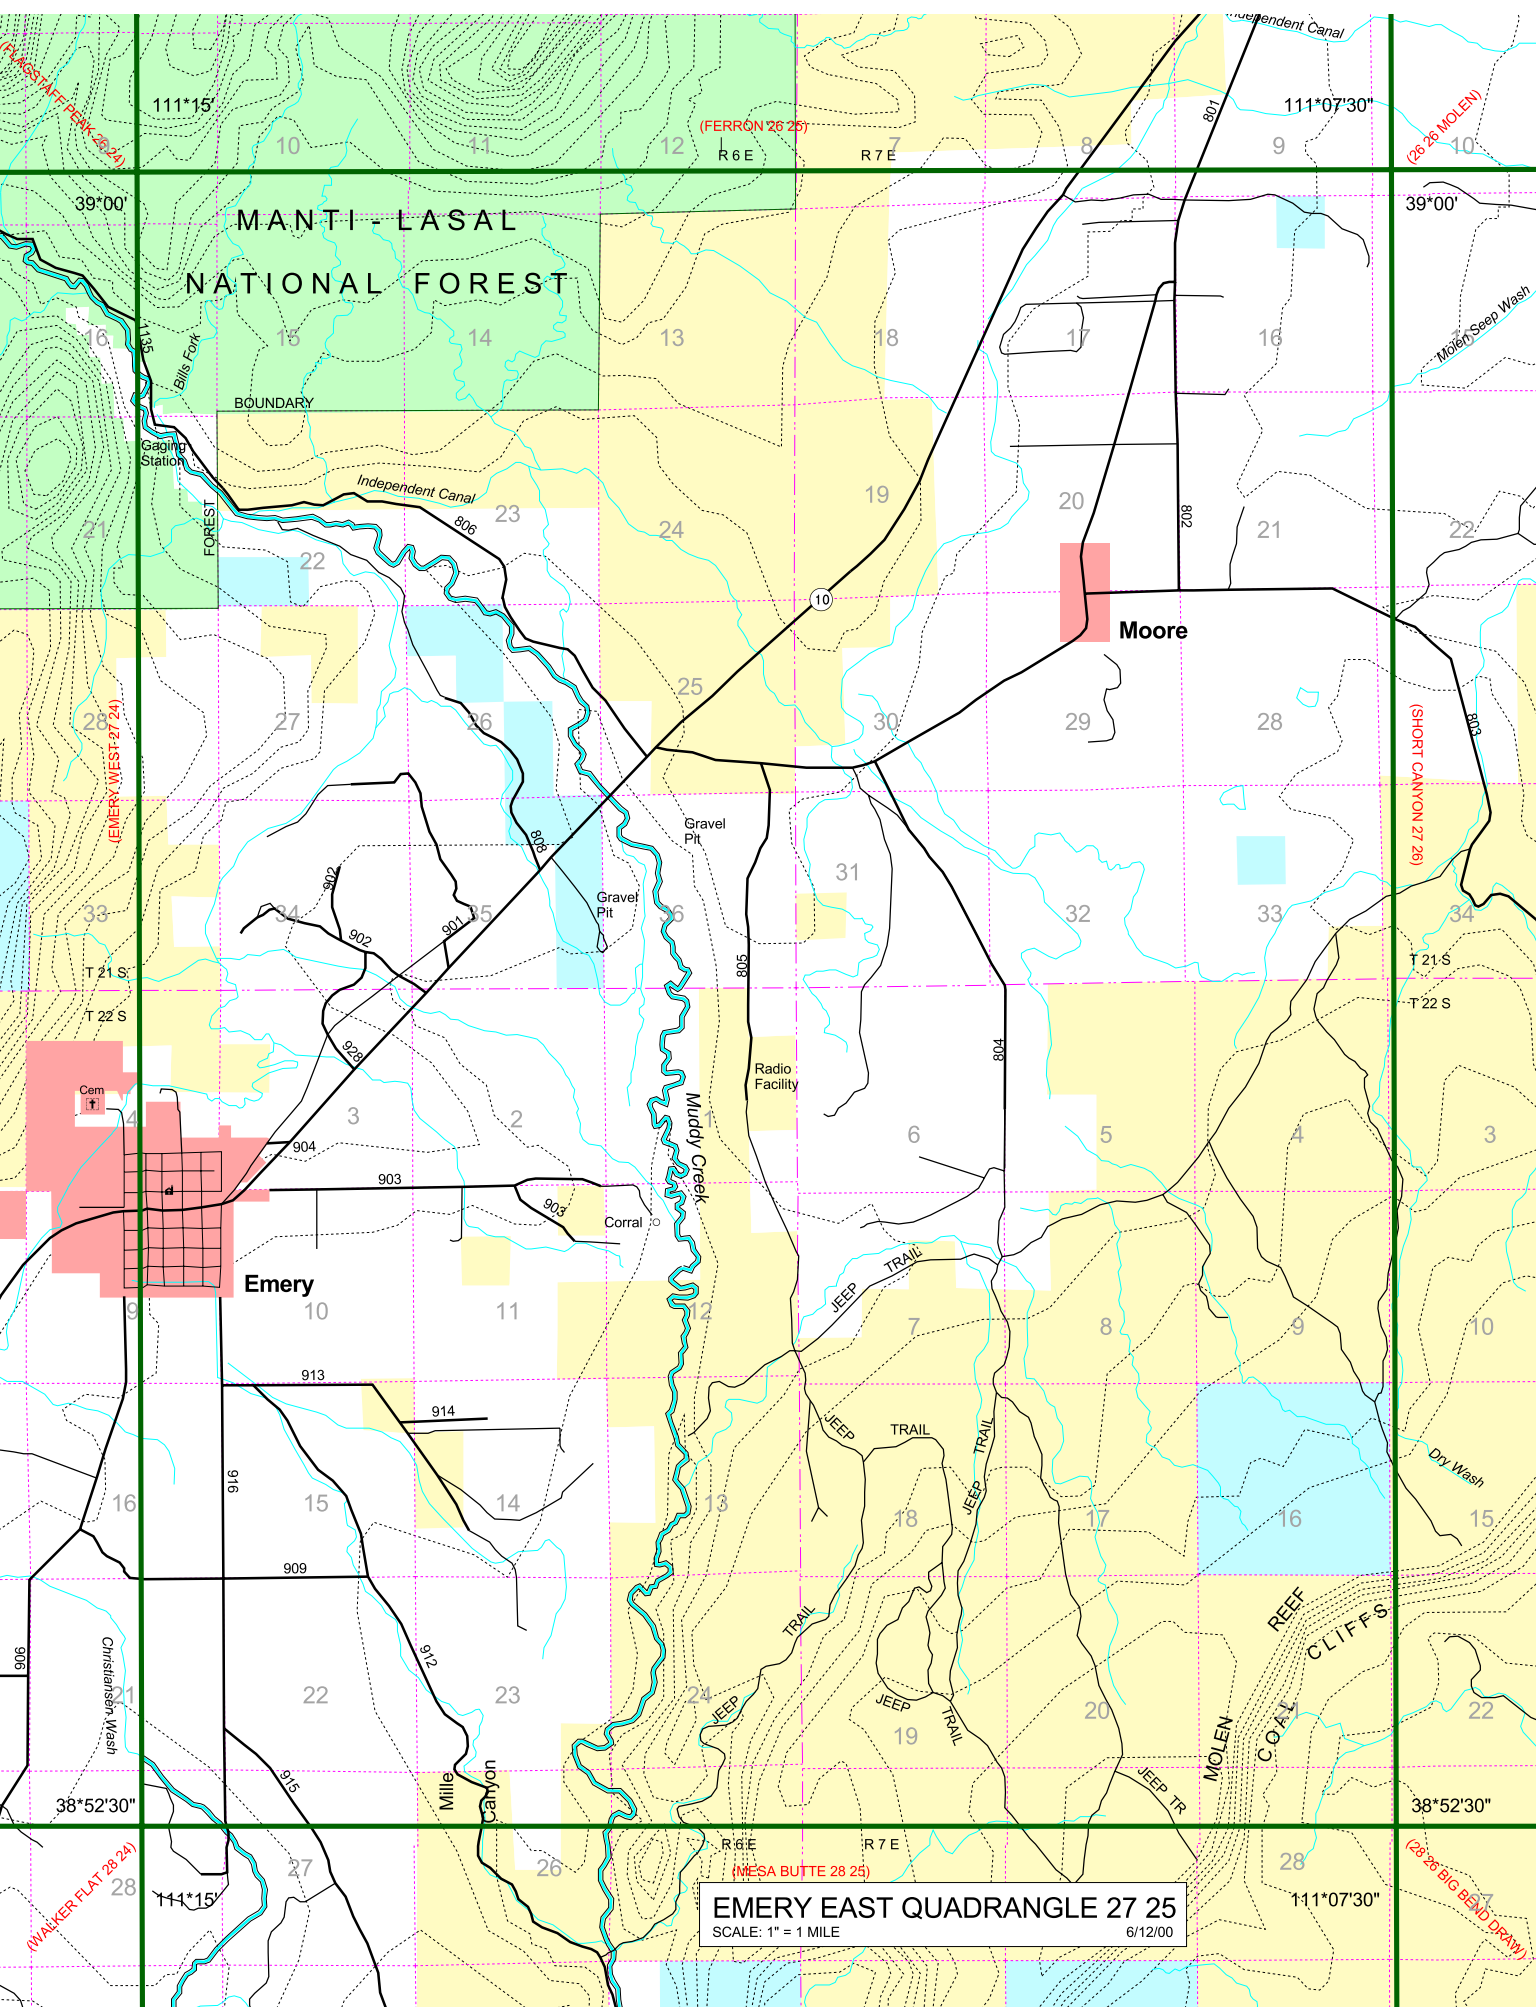 Independent Canal
(FLAGSTAFF PEAK 26 24)
111*15'
801
111*07'30"
(FERRON 26 25)
(26 26 MOLEN)
9
10
11
12
7
8
9
10
R 6 E
R 7 E
39*00'
39*00'
MANTI - LASAL
NATIONAL FOREST
Molen Seep Wash
16
1135
Bills Fork
15
14
13
18
17
16
15
BOUNDARY
Gaging
Station
Independent Canal
806
23
19
20
802
21
FOREST
22
24
21
22
10
Moore
(EMERY WEST 27 24)
28
27
26
25
30
29
28
(SHORT CANYON 27 26)
803
808
Gravel
Pit
31
902
Gravel
Pit
33
34
902
901
35
36
805
32
33
34
T 21 S
T 21 S
T 22 S
T 22 S
928
804
Radio
Facility
Cem
4
3
2
1
Muddy Creek
6
5
4
3
904
903
903
Corral
Emery
JEEP
TRAIL
9
10
11
12
7
8
9
10
913
914
JEEP
TRAIL
TRAIL
JEEP
Dry Wash
916
16
15
14
13
18
17
16
15
909
REEF
CLIFFS
TRAIL
906
Christiansen Wash
912
21
22
23
24
JEEP
JEEP
TRAIL
19
20
21
22
MOLEN
COAL
915
Mile
Canyon
JEEP TR
38*52'30"
38*52'30"
R 6 E
R 7 E
(WALKER FLAT 28 24)
28
27
26
(MESA BUTTE 28 25)
28
27
(28 26 BIG BEND DRAW)
111*15'
111*07'30"
EMERY EAST QUADRANGLE 27 25
SCALE: 1" = 1 MILE
6/12/00